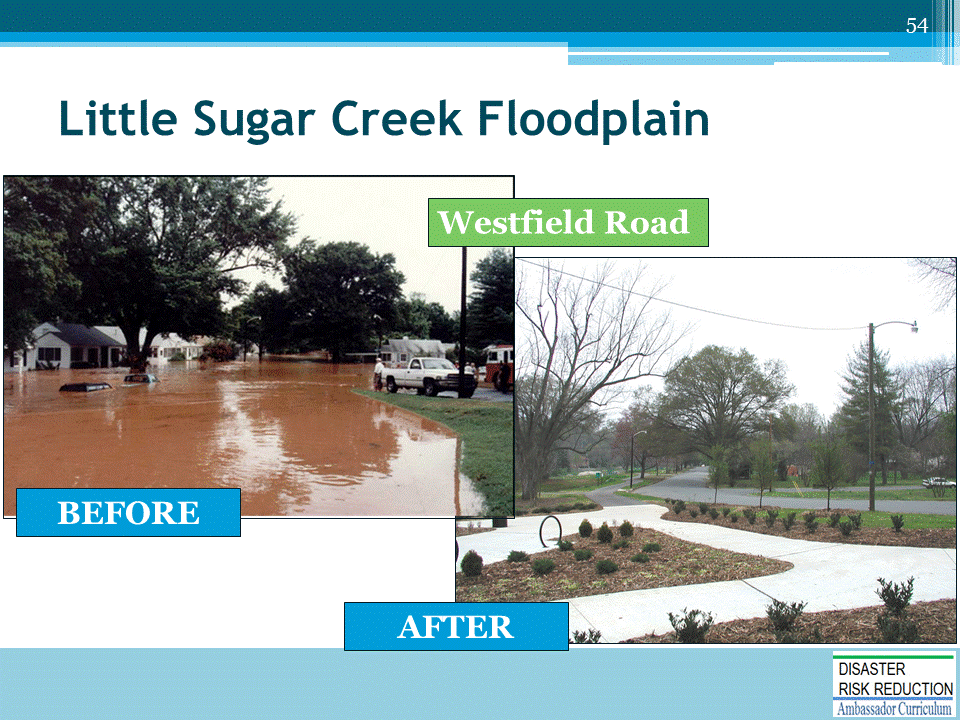 54
Little Sugar Creek Floodplain
Westfield Road
BEFORE
AFTER
DISASTER
RISK REDUCTION
Ambassador Curriculum